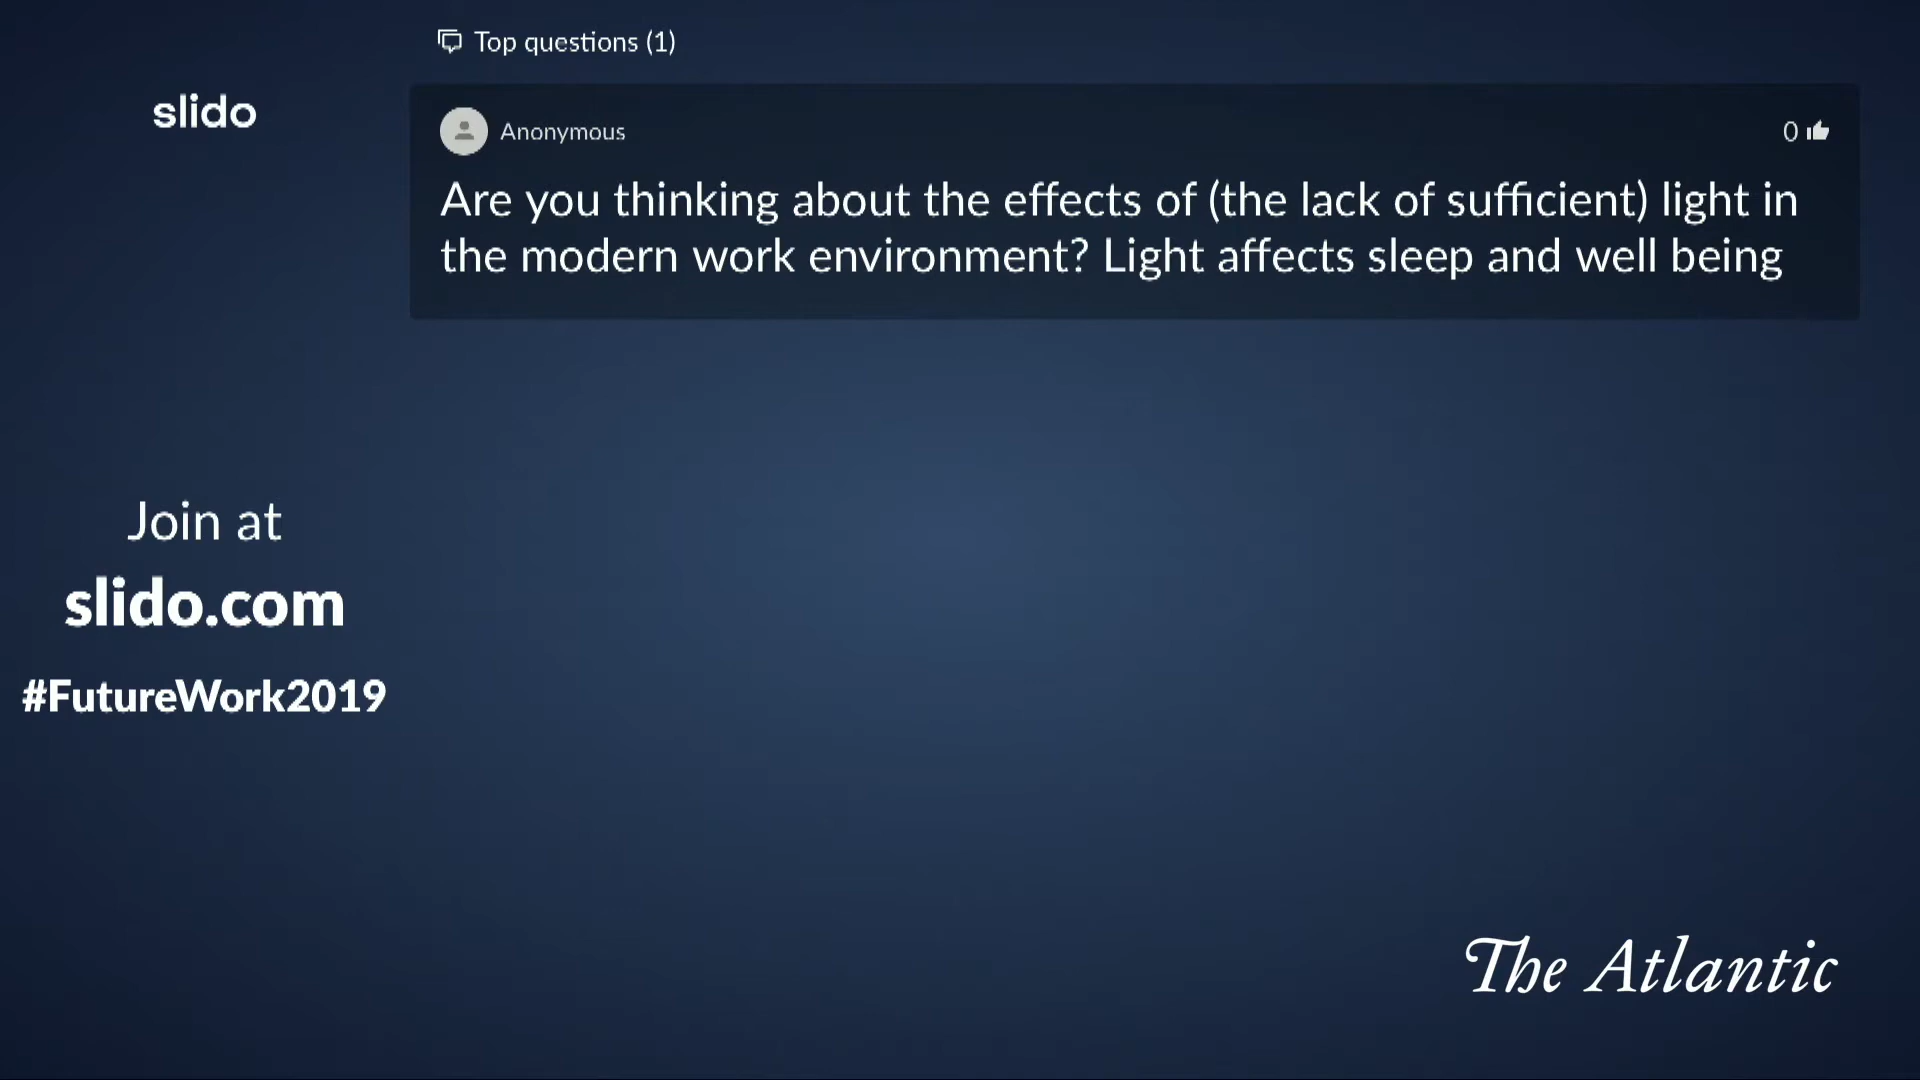 Top questions (1)
slido
Anonymous
0
Are you thinking about the effects of (the lack of sufficient) light in
the modern work environment? Light affects sleep and well being
Join at
slido.com
#FutureWork2019
The Atlantic